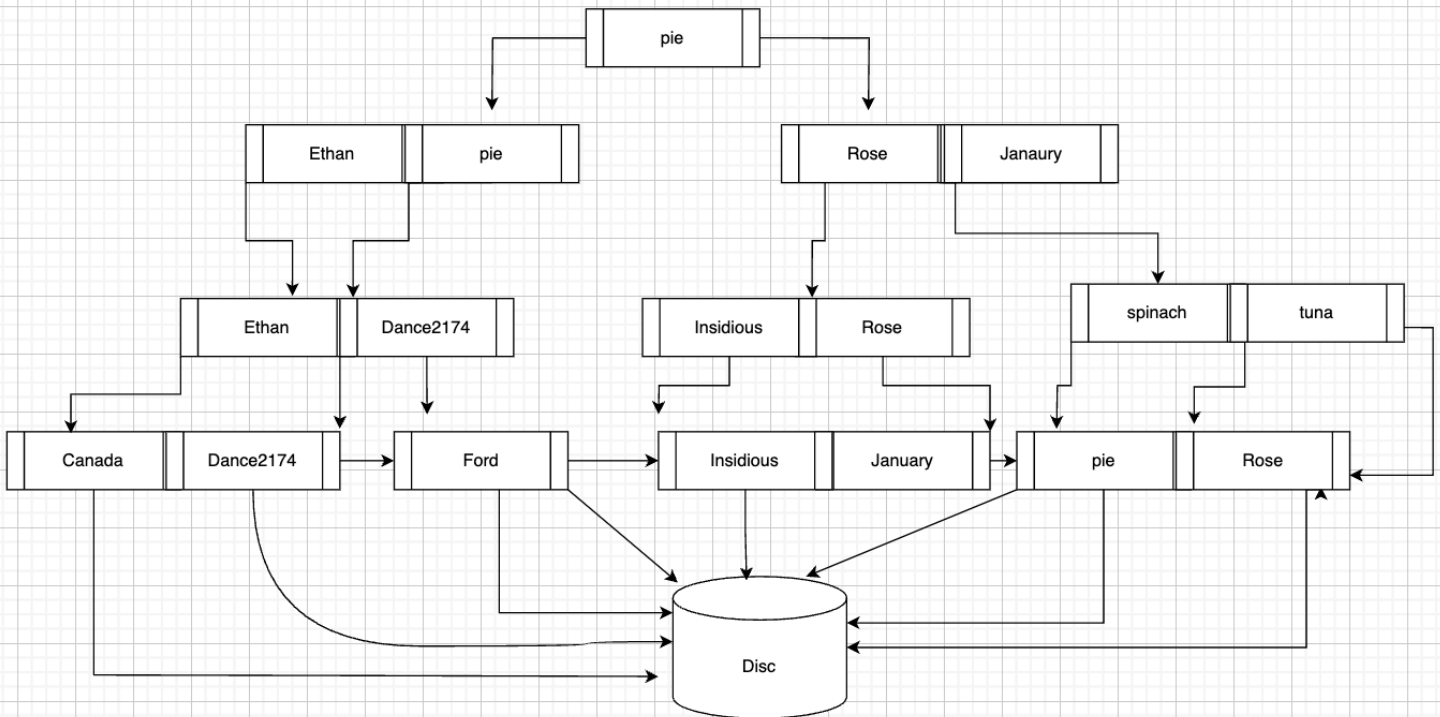 pie
Ethan
pie
Rose
Janaury
Ethan
Dance2174
Insidious
Rose
spinach
tuna
Canada
Dance2174
Ford
Insidious
January
pie
Rose
Disc